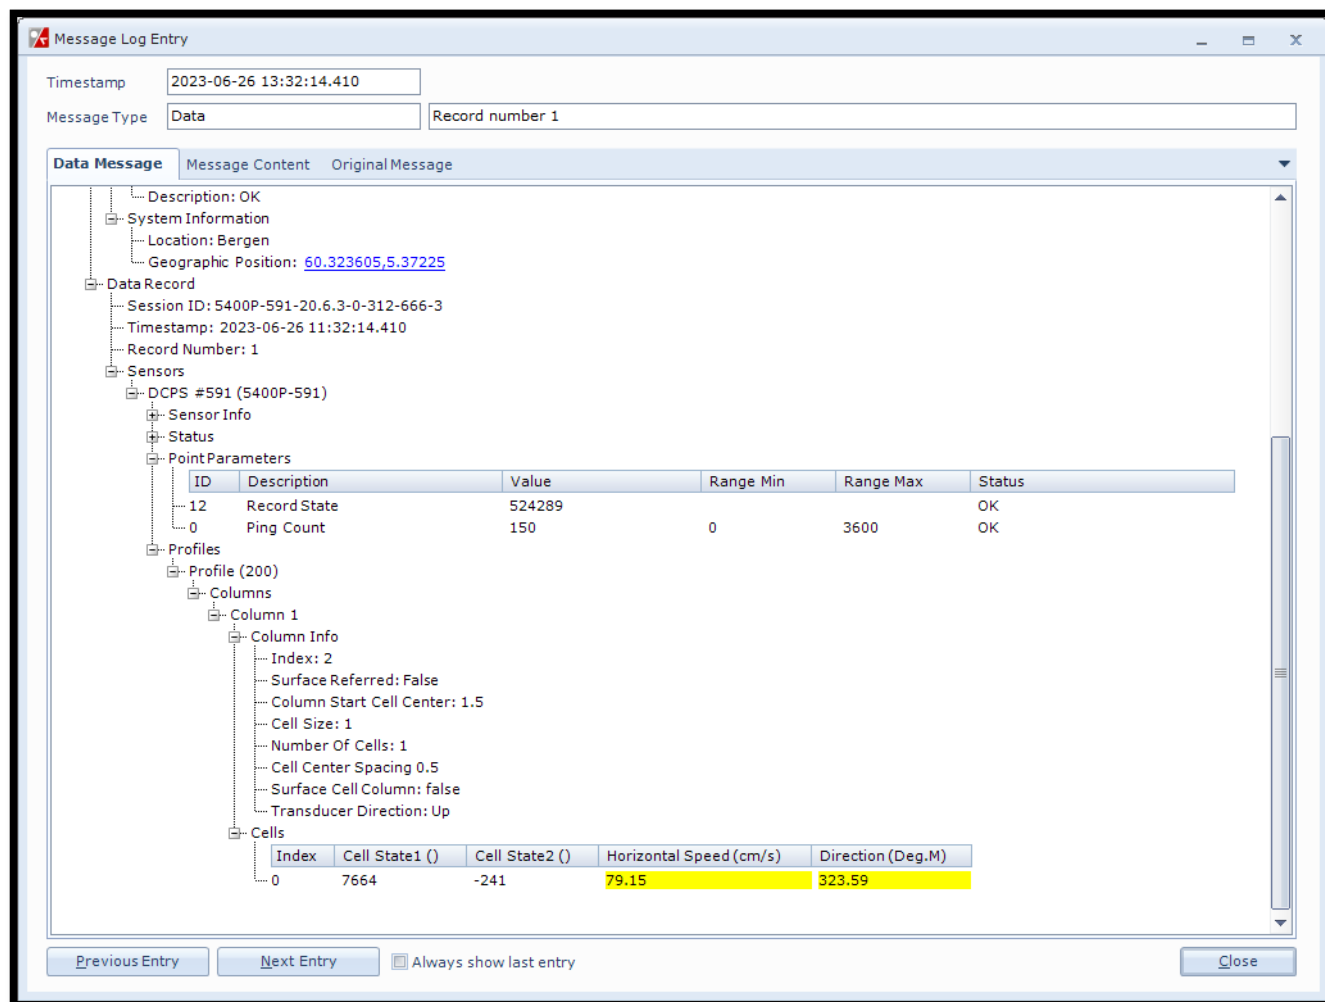 Message Log Entry
Timestamp 2023-06-26 13:32:14.410
Message Type Data Record number 1
Data Message Message Content Original Message
Description: OK
System Information
Location: Bergen
Geographic Position: 60.323605,5.37225
Data Record
Session ID: 5400P-591-20.6.3-0-312-666-3
Timestamp: 2023-06-26 11:32:14.410
Record Number: 1
Sensors
DCPS #591 (5400P-591)
Sensor Info
Status
Point Parameters
ID Description Value Range Min Range Max Status
12 Record State 524289 OK
0 Ping Count 150 0 3600 OK
Profiles
Profile (200)
Columns
Column 1
Column Info
Index: 2
Surface Referred: False
Column Start Cell Center: 1.5
Cell Size: 1
Number Of Cells: 1
Cell Center Spacing 0.5
Surface Cell Column: false
Transducer Direction: Up
Cells
Index Cell State1 () Cell State2 () Horizontal Speed (cm/s) Direction (Deg.M)
0 7664 -241 79.15 323.59
Previous Entry Next Entry Always show last entry Close